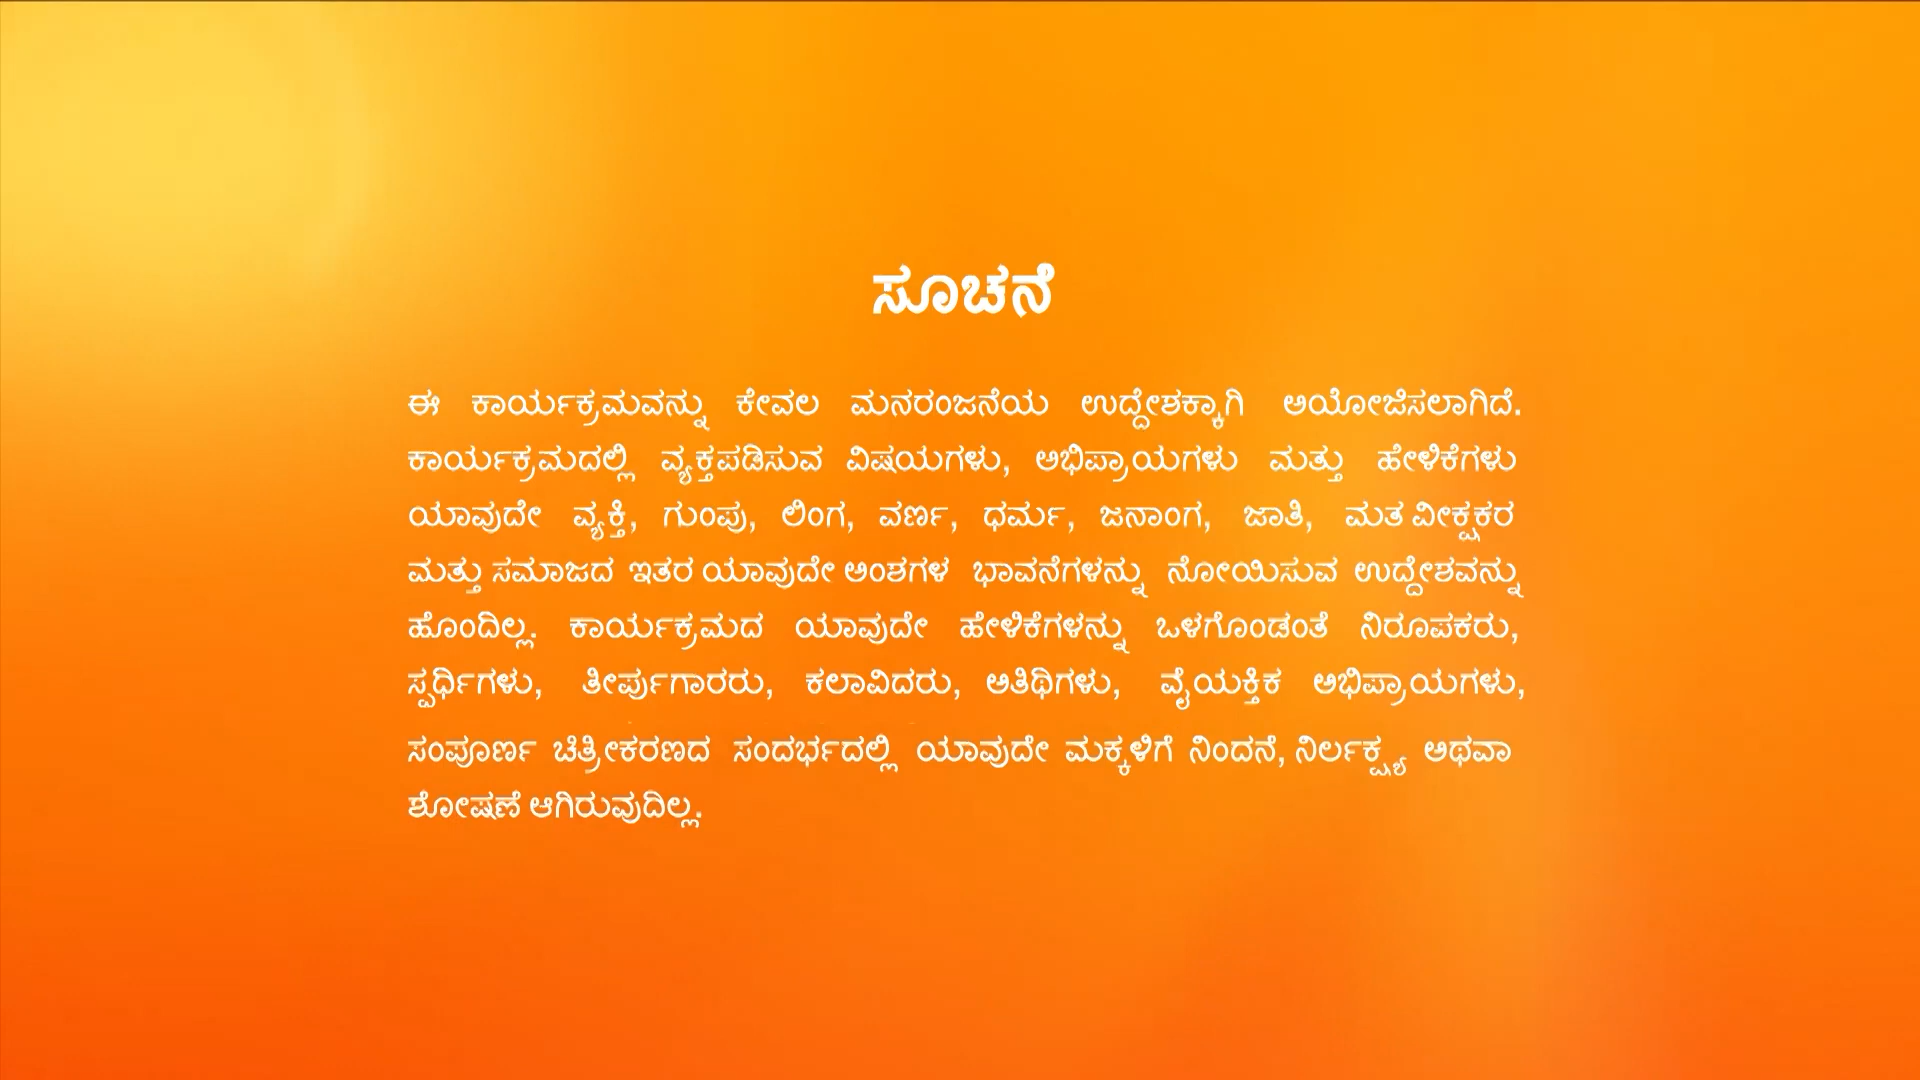 ಸೂಚನೆ
ಈ ಕಾರ್ಯಕ್ರಮವನ್ನು ಕೇವಲ ಮನರಂಜನೆಯ ಉದ್ದೇಶಕ್ಕಾಗಿ ಅಯೋಜಿಸಲಾಗಿದೆ.
ಕಾರ್ಯಕ್ರಮದಲ್ಲಿ ವ್ಯಕ್ತಪಡಿಸುವ ವಿಷಯಗಳು, ಅಭಿಪ್ರಾಯಗಳು ಮತ್ತು ಹೇಳಿಕೆಗಳು
ಯಾವುದೇ ವ್ಯಕ್ತಿ, ಗುಂಪು, ಲಿಂಗ, ವರ್ಣ, ಧರ್ಮ, ಜನಾಂಗ, ಜಾತಿ, ಮತ ವೀಕ್ಷಕರ
ಮತ್ತು ಸಮಾಜದ ಇತರ ಯಾವುದೇ ಅಂಶಗಳ ಭಾವನೆಗಳನ್ನು ನೋಯಿಸುವ ಉದ್ದೇಶವನ್ನು
ಹೊಂದಿಲ್ಲ. ಕಾರ್ಯಕ್ರಮದ ಯಾವುದೇ ಹೇಳಿಕೆಗಳನ್ನು ಒಳಗೊಂಡಂತೆ ನಿರೂಪಕರು,
ಸ್ಪರ್ಧಿಗಳು, ತೀರ್ಪುಗಾರರು, ಕಲಾವಿದರು, ಅತಿಥಿಗಳು, ವೈಯಕ್ತಿಕ ಅಭಿಪ್ರಾಯಗಳು,
ಸಂಪೂರ್ಣ ಚಿತ್ರೀಕರಣದ ಸಂದರ್ಭದಲ್ಲಿ ಯಾವುದೇ ಮಕ್ಕಳಿಗೆ ನಿಂದನೆ, ನಿರ್ಲಕ್ಷ್ಯ ಅಥವಾ
ಶೋಷಣೆ ಆಗಿರುವುದಿಲ್ಲ.